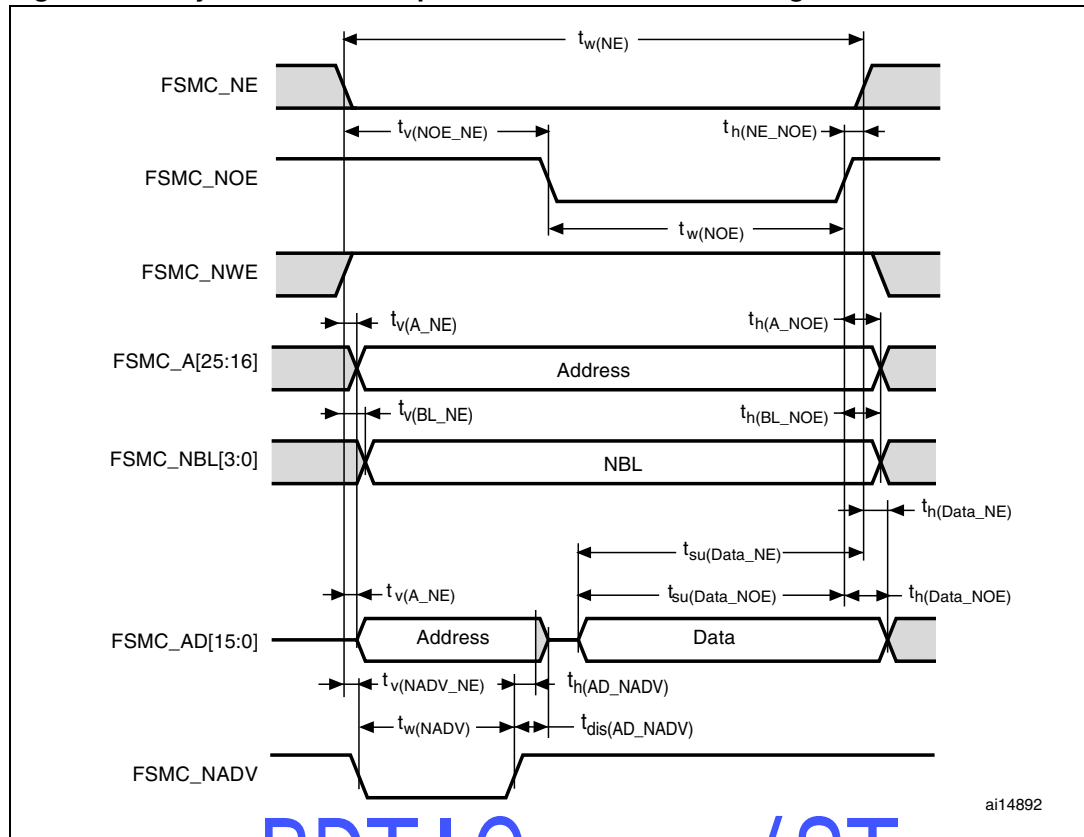 tw(NE)
FSMC_NE
tv(NOE_NE)
th(NE_NOE)
FSMC_NOE
tw(NOE)
FSMC_NWE
tv(A_NE)
th(A_NOE)
FSMC_A[25:16]
Address
tv(BL_NE)
th(BL_NOE)
FSMC_NBL[3:0]
NBL
th(Data_NE)
tsu(Data_NE)
tv(A_NE)
tsu(Data_NOE)
th(Data_NOE)
FSMC_AD[15:0]
Address
Data
tv(NADV_NE)
th(AD_NADV)
tw(NADV)
tdis(AD_NADV)
FSMC_NADV
ai14892